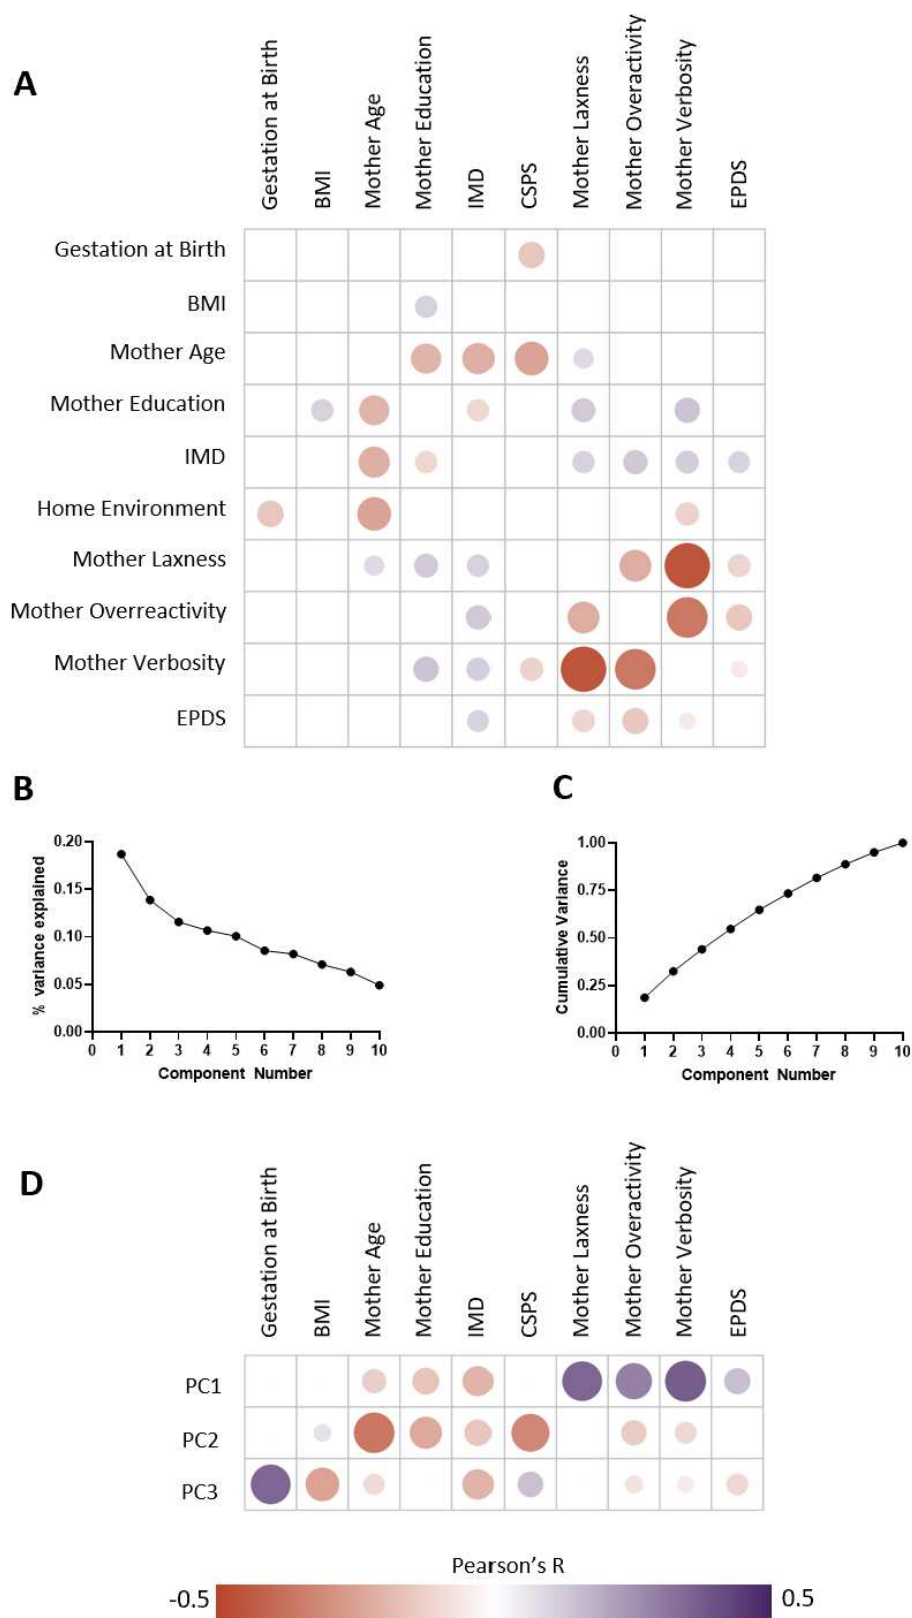 A
Gestation at Birth
BMI
Mother Age
Mother Education
IMD
CSPS
Mother Laxness
Mother Overactivity
Mother Verbosity
EPDS
Gestation at Birth
BMI
Mother Age
Mother Education
IMD
Home Environment
Mother Laxness
Mother Overreactivity
Mother Verbosity
EPDS
B
% variance explained
0.20
0.15
0.10
0.05
0.00
0 1 2 3 4 5 6 7 8 9 10
Component Number
C
Cumulative Variance
1.00
0.75
0.50
0.25
0.00
0 1 2 3 4 5 6 7 8 9 10
Component Number
D
Gestation at Birth
BMI
Mother Age
Mother Education
IMD
CSPS
Mother Laxness
Mother Overactivity
Mother Verbosity
EPDS
PC1
PC2
PC3
Pearson's R
-0.5 0.5